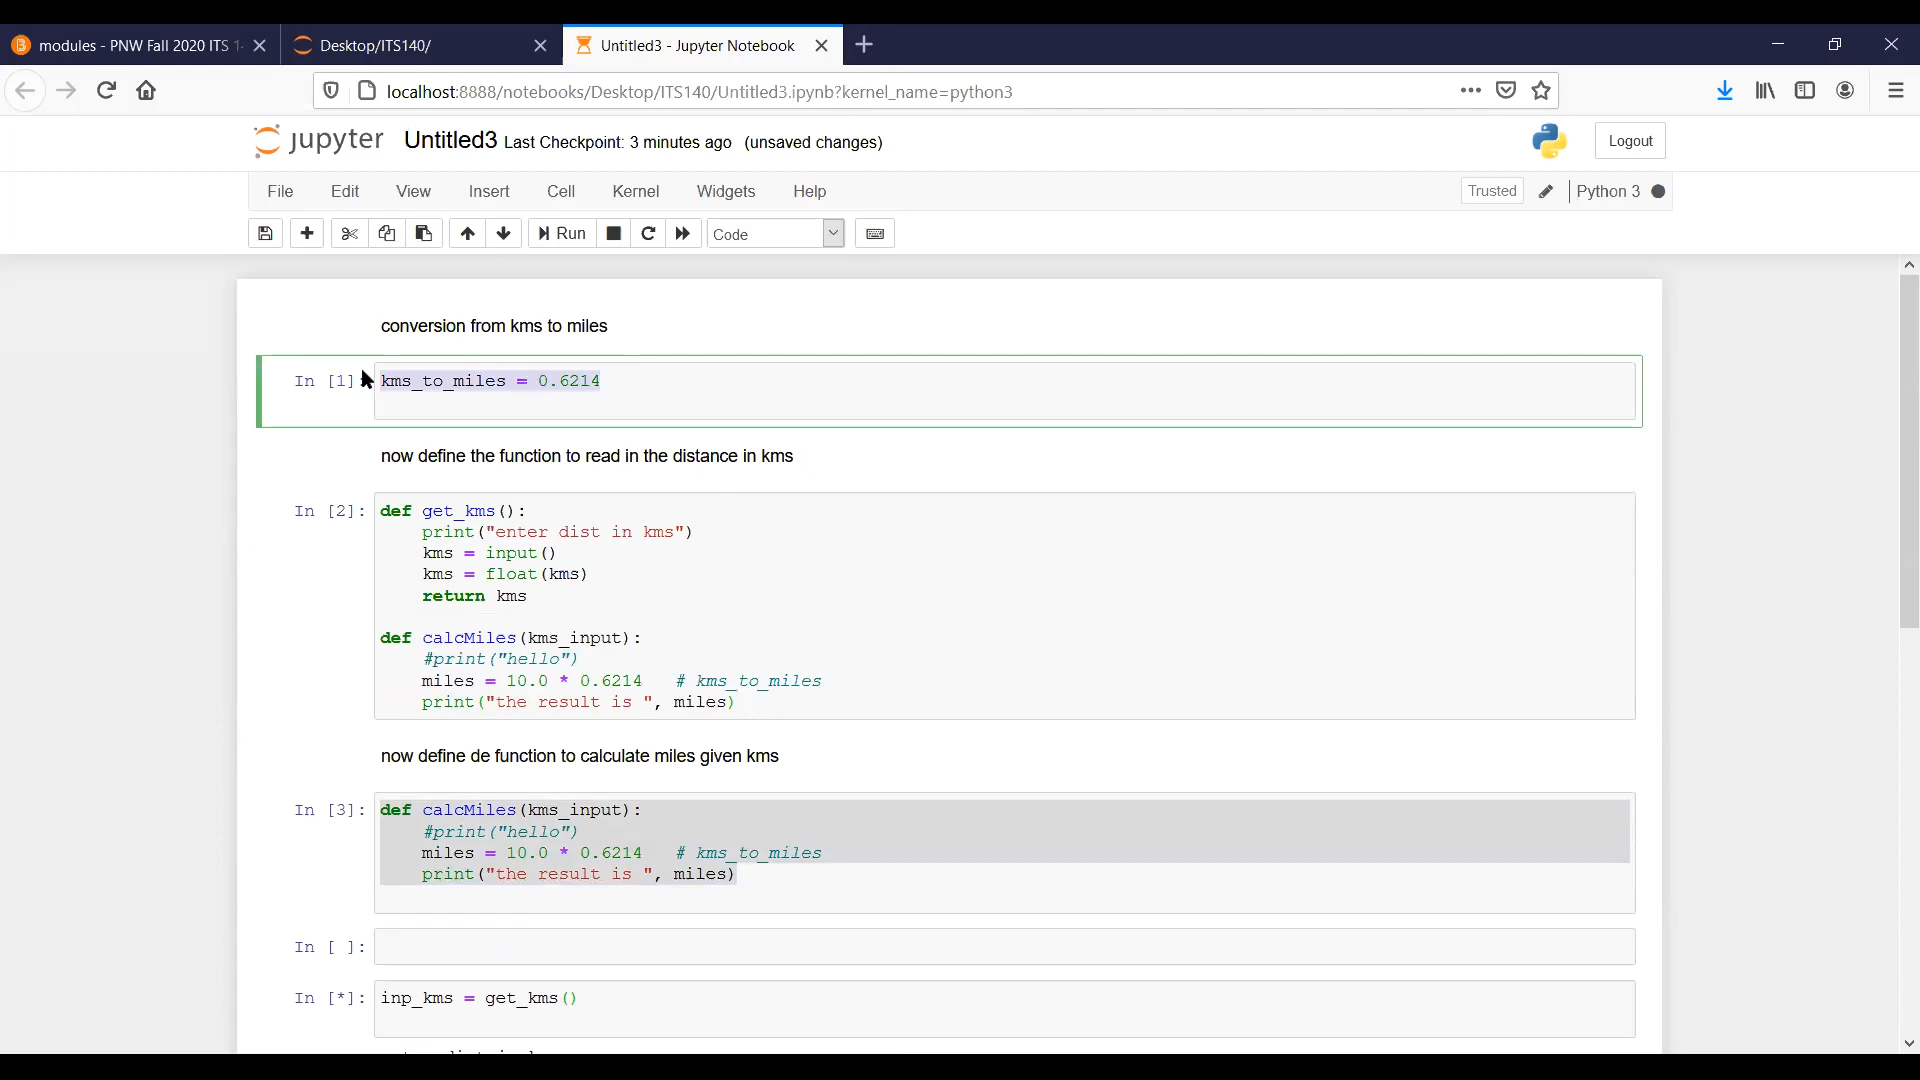 modules - PNW Fall 2020 ITS 1
Desktop/ITS140/
Untitled3 - Jupyter Notebook
localhost:8888/notebooks/Desktop/ITS140/Untitled3.ipynb?kernel_name=python3
jupyter Untitled3 Last Checkpoint: 3 minutes ago (unsaved changes)
Logout
File Edit View Insert Cell Kernel Widgets Help
Trusted
Python 3
Run
Code
conversion from kms to miles
In [1] kms_to_miles = 0.6214
now define the function to read in the distance in kms
In [2]: def get_kms():
    print("enter dist in kms")
    kms = input()
    kms = float(kms)
    return kms
def calcMiles(kms_input):
    #print("hello")
    miles = 10.0 * 0.6214   # kms_to_miles
    print("the result is ", miles)
now define de function to calculate miles given kms
In [3]: def calcMiles(kms_input):
    #print("hello")
    miles = 10.0 * 0.6214   # kms_to_miles
    print("the result is ", miles)
In [ ]:
In [*]: inp_kms = get_kms()